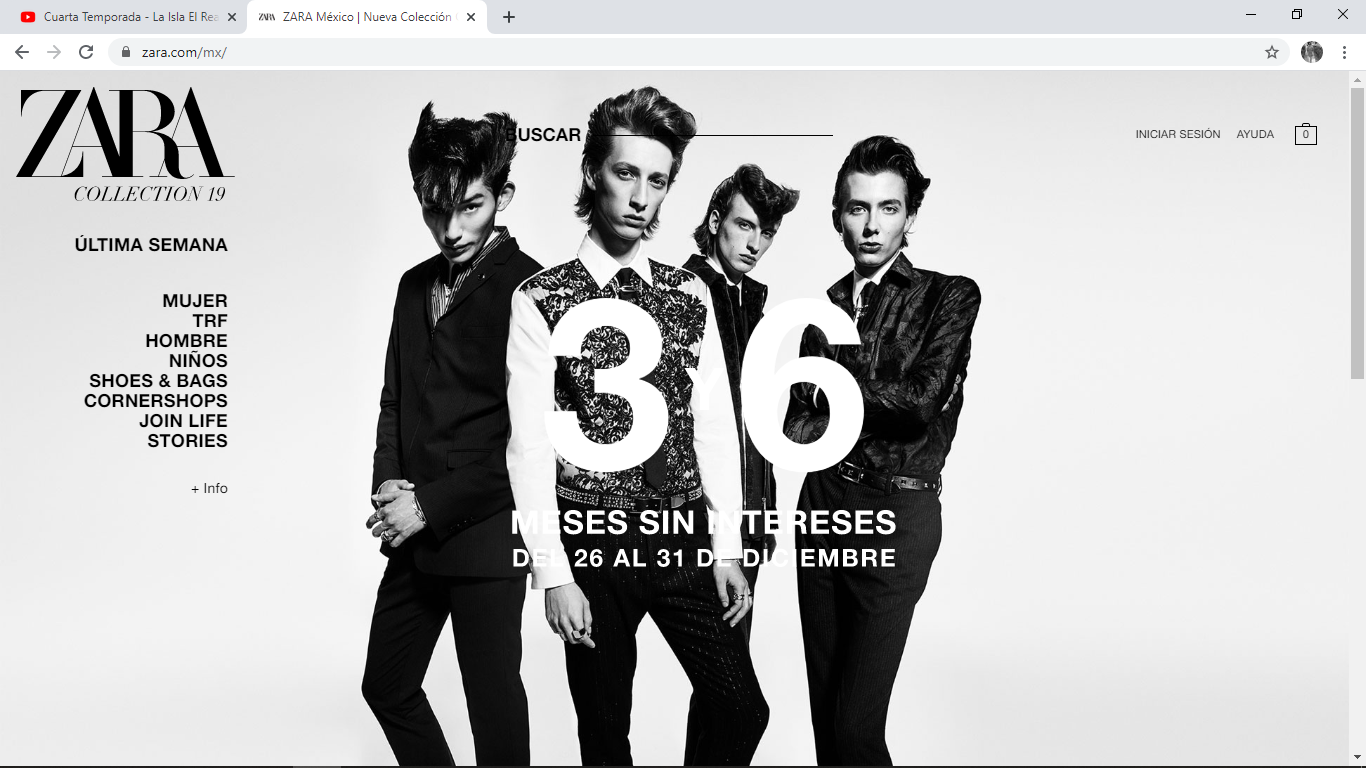 Cuarta Temporada - La Isla El Rea
ZARA México | Nueva Colección
zara.com/mx/
ZARA
COLLECTION 19
BUSCAR
INICIAR SESIÓN
AYUDA
0
ÚLTIMA SEMANA
MUJER
TRF
HOMBRE
NIÑOS
SHOES & BAGS
CORNERSHOPS
JOIN LIFE
STORIES
+ Info
3 Y 6
MESES SIN INTERESES
DEL 26 AL 31 DE DICIEMBRE